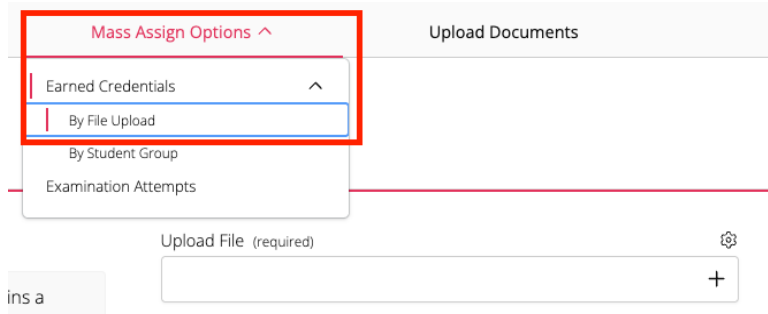 Mass Assign Options
Upload Documents
Earned Credentials
By File Upload
By Student Group
Examination Attempts
Upload File (required)
ins a